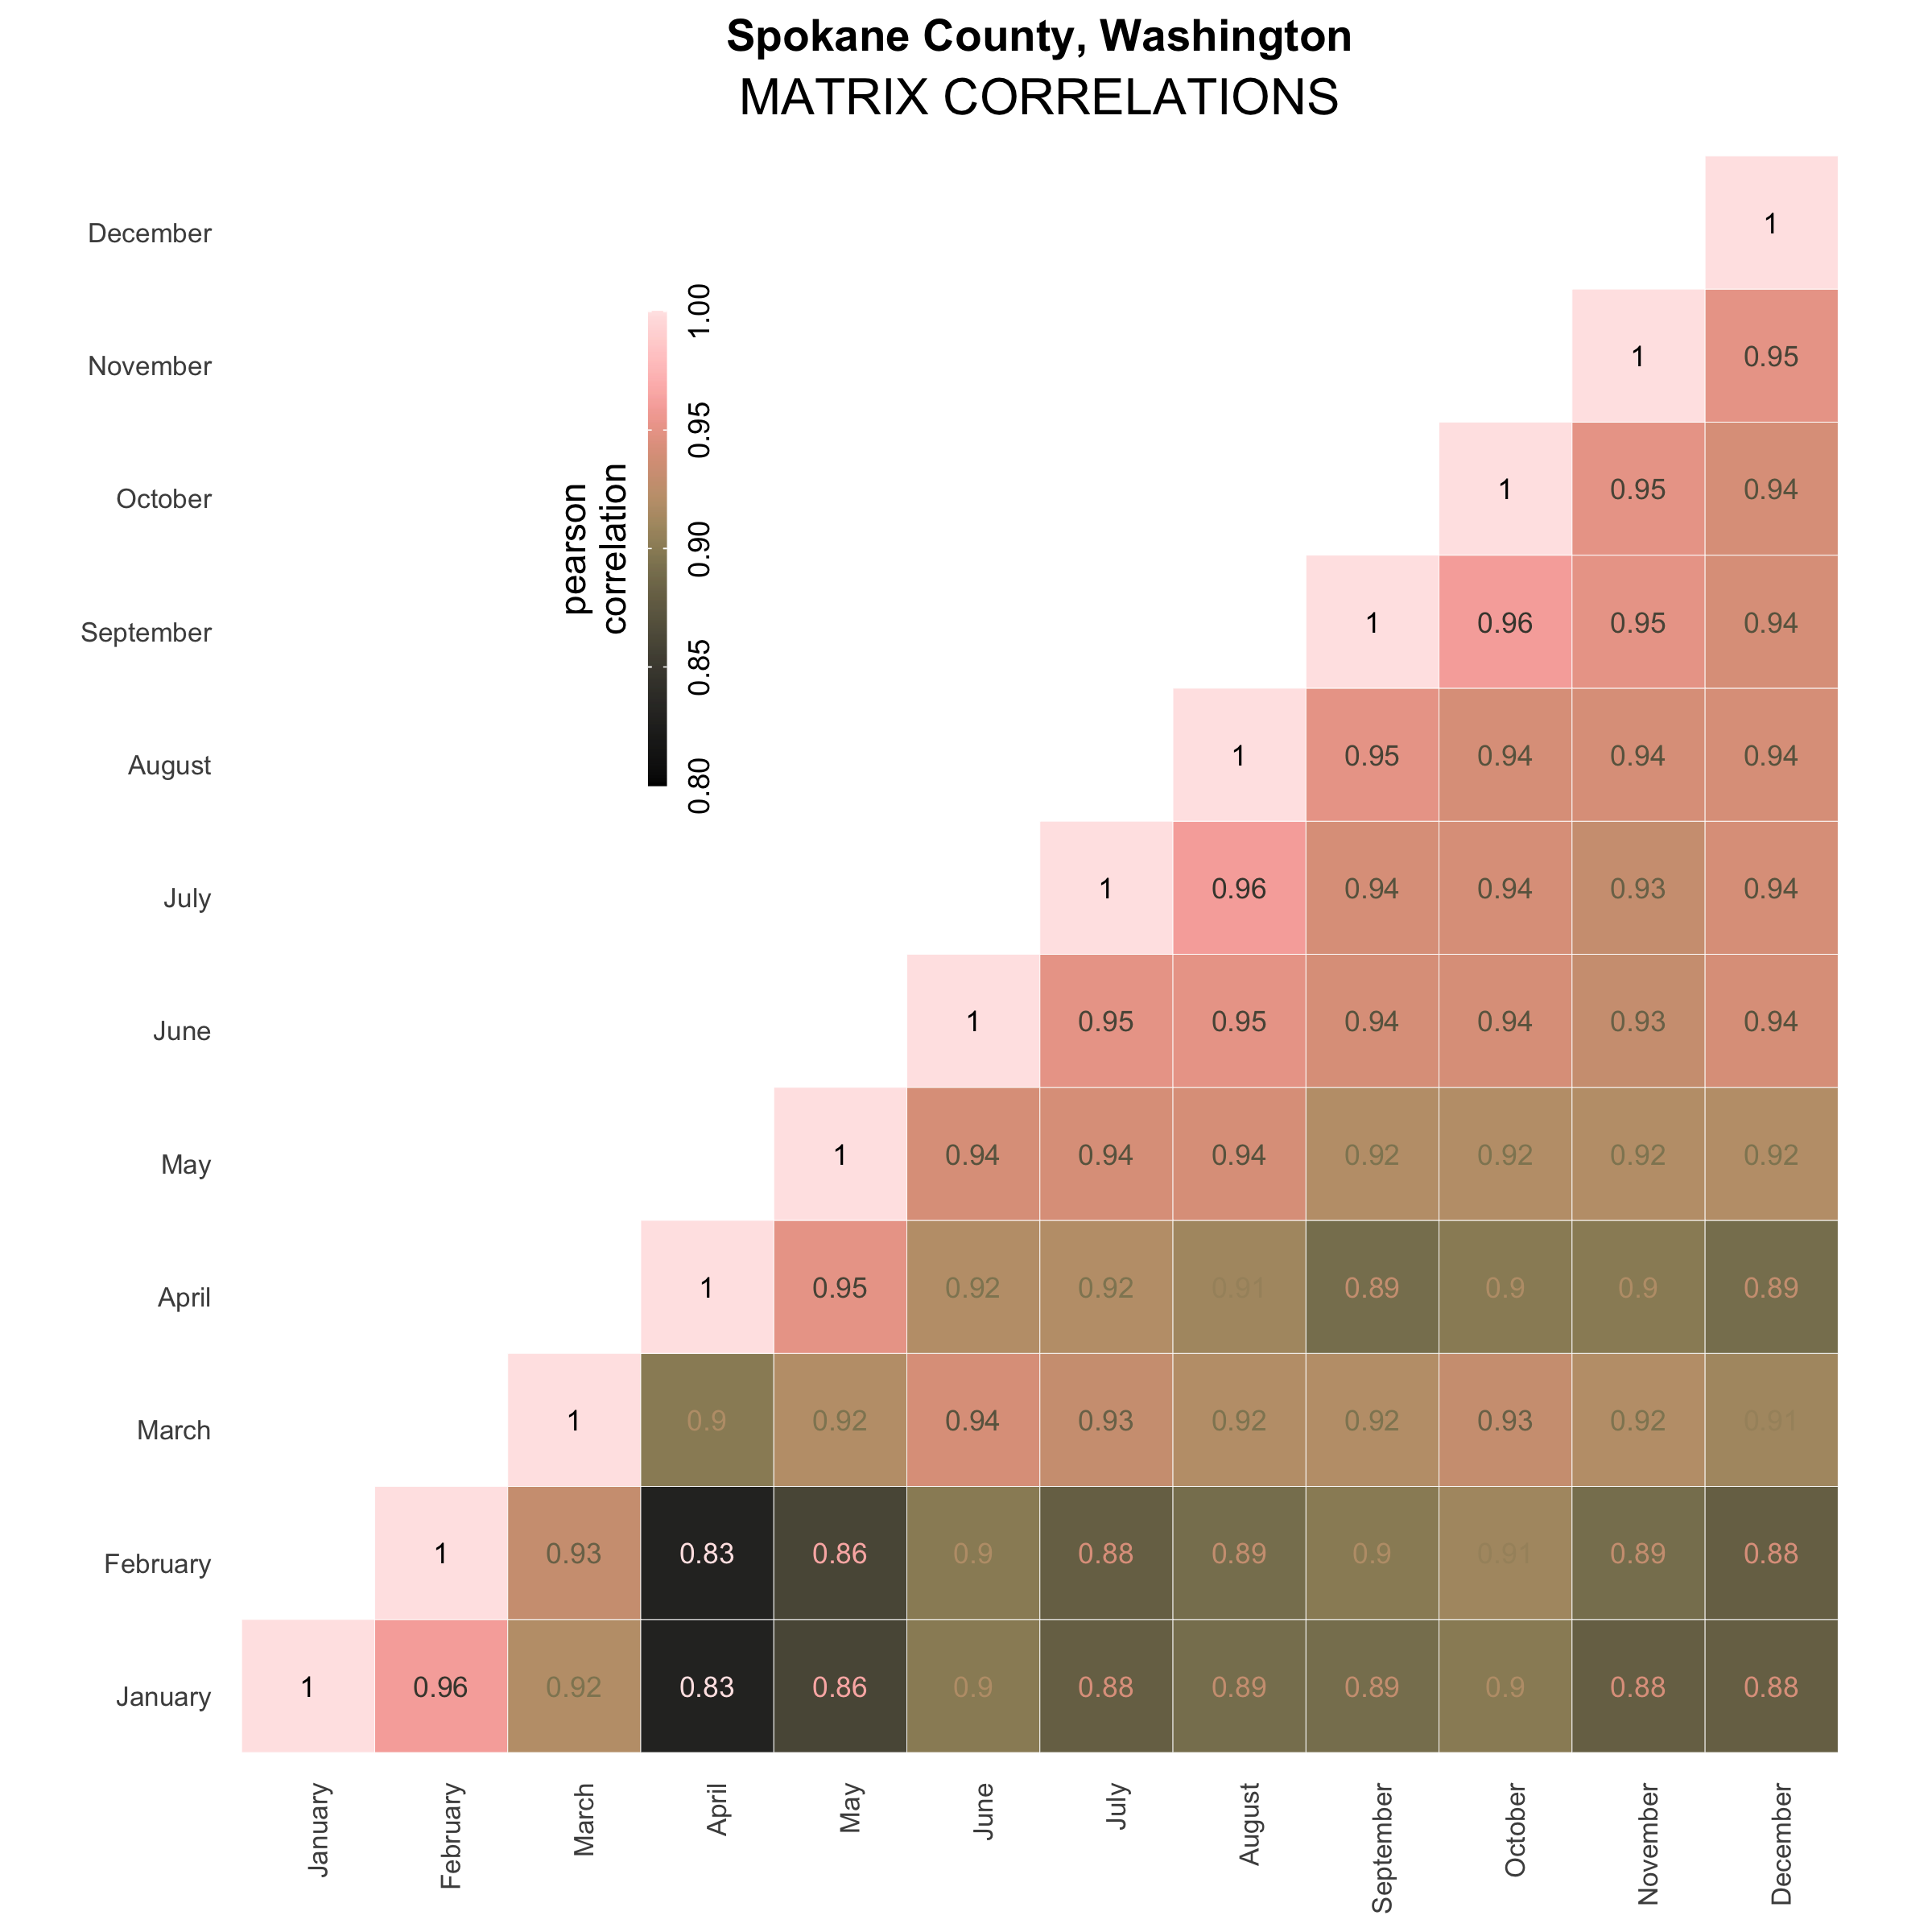 Spokane County, Washington
MATRIX CORRELATIONS
pearson
correlation
1.00
0.95
0.90
0.85
0.80
December 1
November 1 0.95
October 1 0.95 0.94
September 1 0.96 0.95 0.94
August 1 0.95 0.94 0.94 0.94
July 1 0.96 0.94 0.94 0.93 0.94
June 1 0.95 0.95 0.94 0.94 0.93 0.94
May 1 0.94 0.94 0.94 0.92 0.92 0.92 0.92
April 1 0.95 0.92 0.92 0.91 0.89 0.9 0.9 0.89
March 1 0.9 0.92 0.94 0.93 0.92 0.92 0.93 0.92 0.91
February 1 0.93 0.83 0.86 0.9 0.88 0.89 0.9 0.91 0.89 0.88
January 1 0.96 0.92 0.83 0.86 0.9 0.88 0.89 0.89 0.9 0.88 0.88
January February March April May June July August September October November December